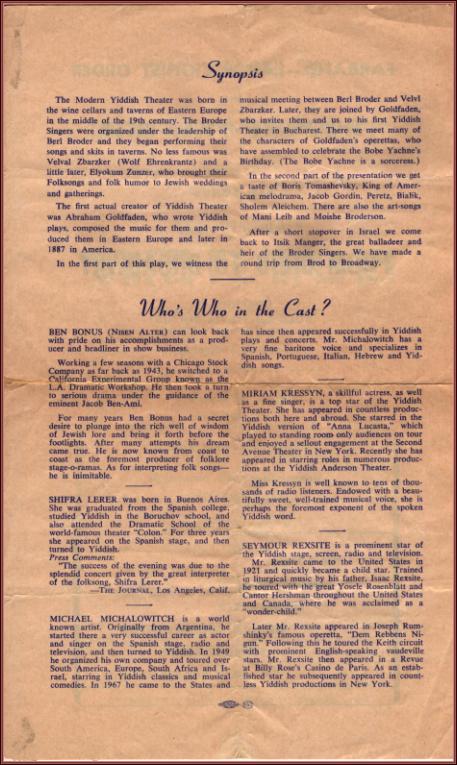 Synopsis
The Modern Yiddish Theater was born in
the wine cellars and taverns of Eastern Europe
in the middle of the 19th century. The Broder
Singers were organized under the leadership of
Berl Broder and they began performing their
songs and skits in taverns. No less famous was
Velval Zbarzker (Wolf Ehrenkrantz) and a
little later, Elyokum Zunzer, who brought their
Folksongs and folk humor to Jewish weddings
and gatherings.
The first actual creator of Yiddish Theater
was Abraham Goldfaden, who wrote Yiddish
plays, composed the music for them and pro-
duced them in Eastern Europe and later in
1887 in America.
In the first part of this play, we witness the
musical meeting between Berl Broder and Velvl
Zbarzker. Later, they are joined by Goldfaden,
who invites them and us to his first Yiddish
Theater in Bucharest. There we meet many of
the characters of Goldfaden's operettas, who
have assembled to celebrate the Bobe Yachne's
Birthday. (The Bobe Yachne is a sorceress.)
In the second part of the presentation we get
a taste of Boris Tomashevsky, King of Amer-
ican melodrama, Jacob Gordin, Peretz, Bialik,
Sholem Aleichem. There are also the art-songs
of Mani Leib and Moishe Broderson.
After a short stopover in Israel we come
back to Itsik Manger, the great balladeer and
heir of the Broder Singers. We have made a
round trip from Brod to Broadway.
Who's Who in the Cast?
BEN BONUS (NISEN ALTER) can look back
with pride on his accomplishments as a prod-
ucer and headliner in show business.
Working a few seasons with a Chicago Stock
Company as far back as 1943, he switched to a
California Experimental Group known as the
L.A. Dramatic Workshop. He then took a turn
to serious drama under the guidance of the
eminent Jacob Ben-Ami.
For many years Ben Bonus had a secret
desire to plunge into the rich well of wisdom
of Jewish lore and bring it forth before the
footlights. After many attempts his dream
came true. He is now known from coast to
coast as the foremost producer of folklore
stage-o-ramas. As for interpreting folk songs—
he is inimitable.
SHIFRA LERER was born in Buenos Aires.
She was graduated from the Spanish college,
studied Yiddish in the Boruchov school, and
also attended the Dramatic School of the
world-famous theater "Colon." For three years
she appeared on the Spanish stage, and then
turned to Yiddish.
Press Comments:
"The success of the evening was due to the
splendid concert given by the great interpreter
of the folksong, Shifra Lerer."
—THE JOURNAL, Los Angeles, Calif.
MICHAEL MICHALOWITCH is a world
known artist. Originally from Argentina, he
started there a very successful career as actor
and singer on the Spanish stage, radio and
television, and then turned to Yiddish. In 1949
he organized his own company and toured over
South America, Europe, South Africa and Is-
rael, starring in Yiddish classics and musical
comedies. In 1967 he came to the States and
has since then appeared successfully in Yiddish
plays and concerts. Mr. Michalowitch has a
very fine baritone voice and specializes in
Spanish, Portuguese, Italian, Hebrew and Yid-
dish songs.
MIRIAM KRESSYN, a skillful actress, as well
as a fine singer, is a top star of the Yiddish
Theater. She has appeared in countless produc-
tions both here and abroad. She starred in the
Yiddish version of "Anna Lucasta," which
played to standing room only audiences on tour
and enjoyed a sellout engagement at the Second
Avenue Theater in New York. Recently she has
appeared in starring roles in numerous produc-
tions at the Yiddish Anderson Theater.
Miss Kressyn is well known to tens of thou-
sands of radio listeners. Endowed with a beau-
tifully sweet, well-trained musical voice, she is
perhaps the foremost exponent of the spoken
Yiddish word.
SEYMOUR REXSITE is a prominent star of
the Yiddish stage, screen, radio and television.
Mr. Rexsite came to the United States in
1921 and quickly became a child star. Trained
in liturgical music by his father, Isaac Rexsite,
he toured with the great Yosele Rosenblatt and
Cantor Hershman throughout the United States
and Canada, where he was acclaimed as a
"wonder-child."
Later Mr. Rexsite appeared in Joseph Rum-
shinky's famous operetta, "Dem Rebbens Ni-
gun." Following this he toured the Keith circuit
with prominent English-speaking vaudeville
stars. Mr. Rexsite then appeared in a Revue
at Billy Rose's Casino de Paris. As an estab-
lished star he subsequently appeared in count-
less Yiddish productions in New York.